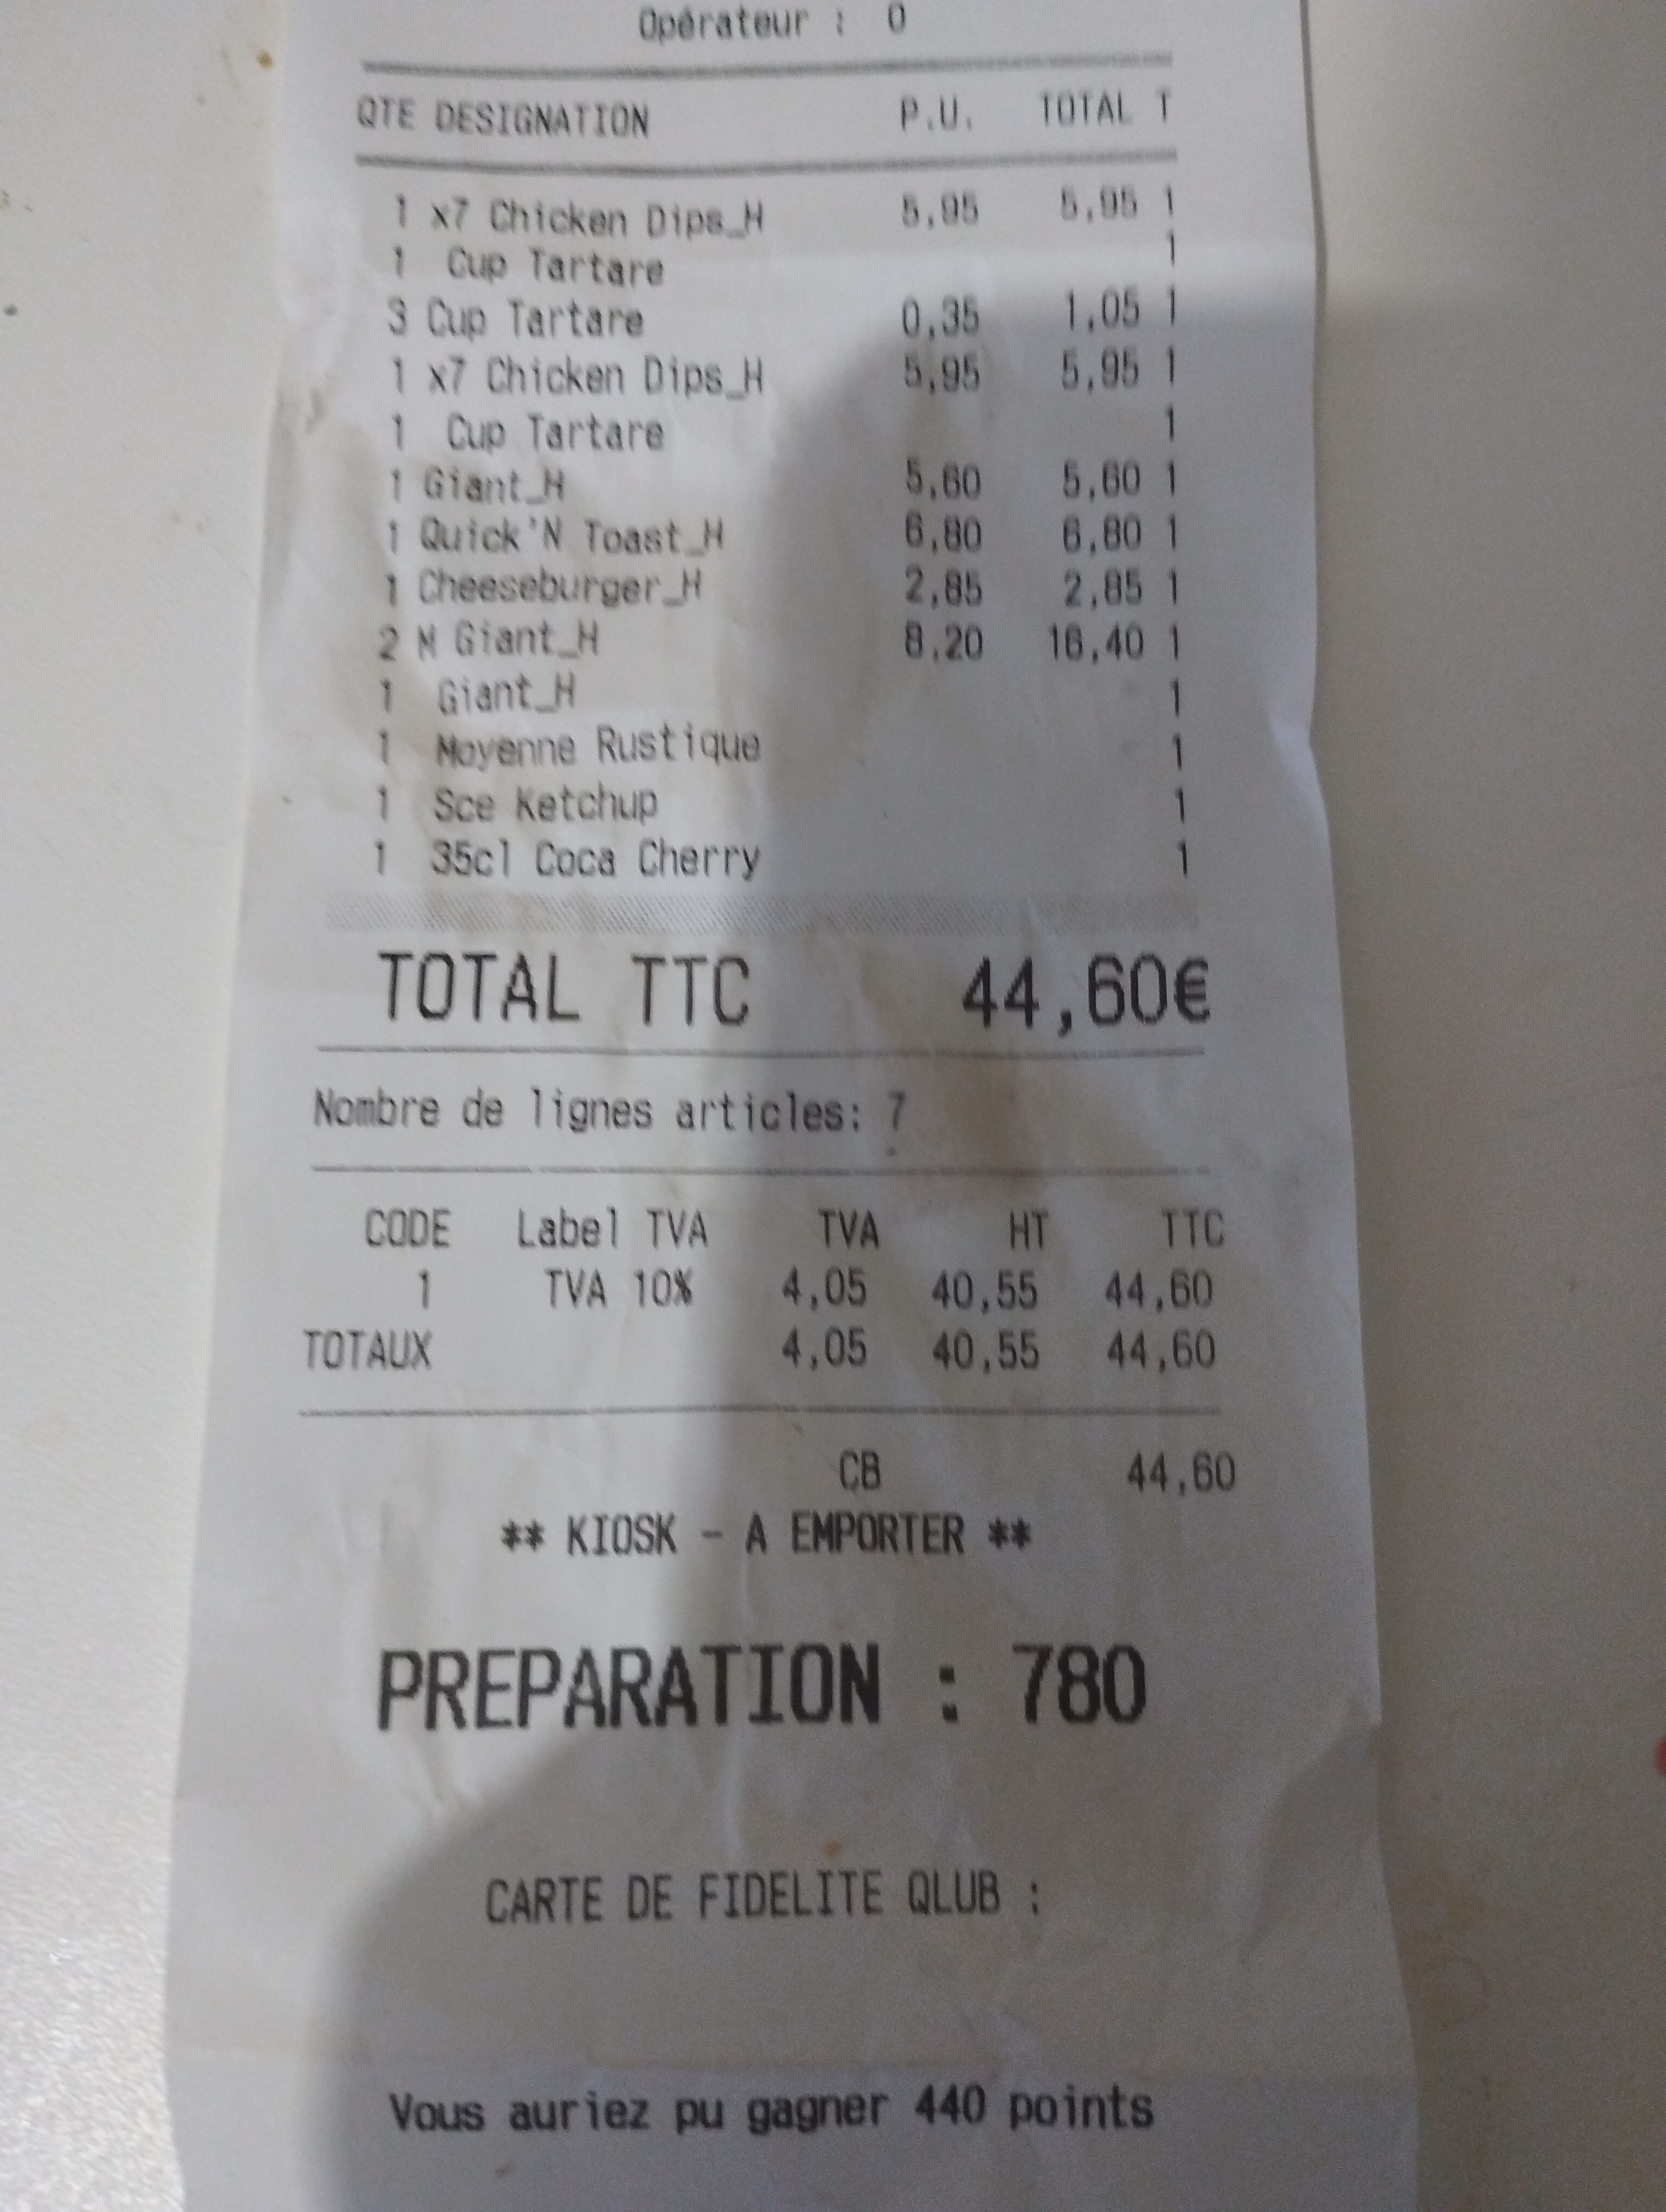 Opérateur : 0
QTE DESIGNATION P.U. TOTAL T
1 x7 Chicken Dips_H 5,95 5,95 1
1 Cup Tartare 1
3 Cup Tartare 0,35 1,05 1
1 x7 Chicken Dips_H 5,95 5,95 1
1 Cup Tartare 1
1 Giant_H 5,60 5,60 1
1 Quick'N Toast_H 6,80 6,80 1
1 Cheeseburger_H 2,85 2,85 1
2 M Giant_H 8,20 16,40 1
1 Giant_H 1
1 Moyenne Rustique 1
1 Sce Ketchup 1
1 35cl Coca Cherry 1
TOTAL TTC 44,60€
Nombre de lignes articles: 7
CODE Label TVA TVA HT TTC
1 TVA 10% 4,05 40,55 44,60
TOTAUX 4,05 40,55 44,60
CB 44,60
** KIOSK - A EMPORTER **
PREPARATION : 780
CARTE DE FIDELITE QLUB :
Vous auriez pu gagner 440 points